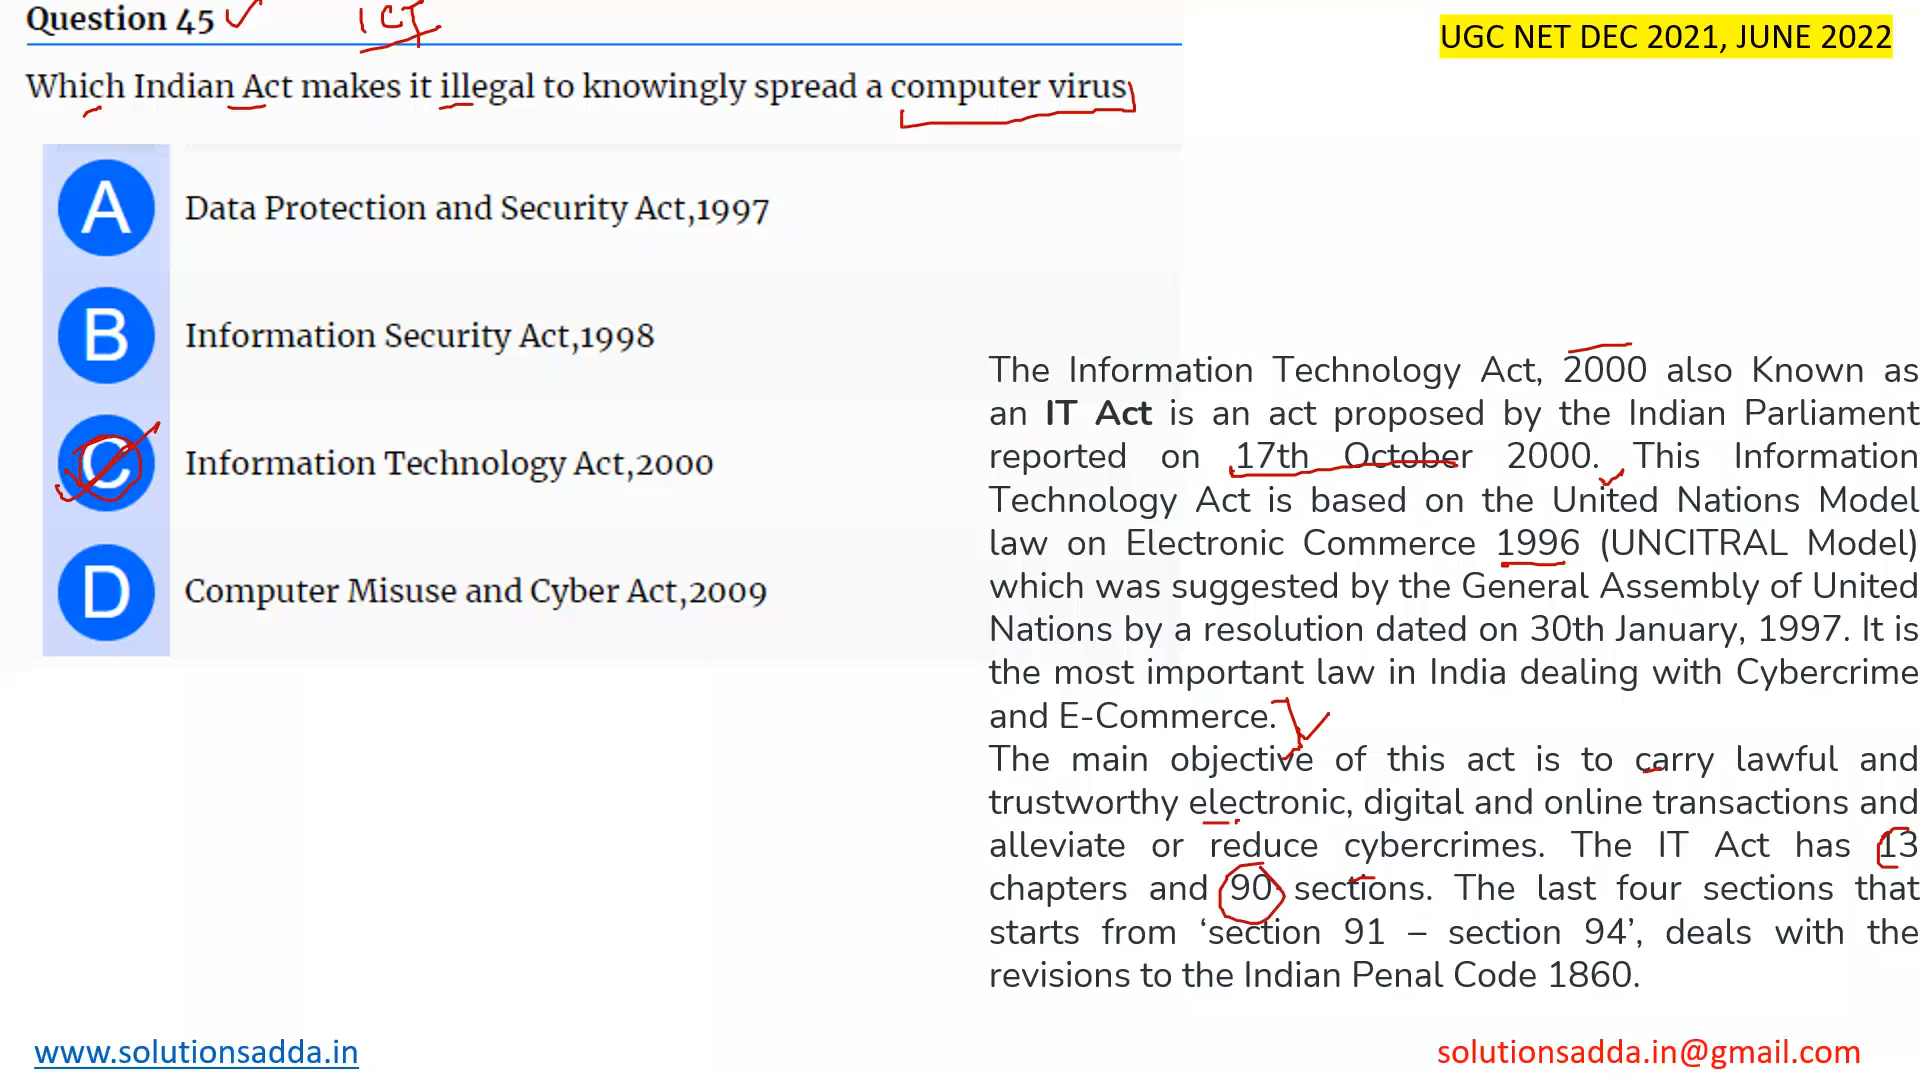 Question 45
ICT
UGC NET DEC 2021, JUNE 2022
Which Indian Act makes it illegal to knowingly spread a computer virus
A Data Protection and Security Act,1997
B Information Security Act,1998
C Information Technology Act,2000
D Computer Misuse and Cyber Act,2009
The Information Technology Act, 2000 also Known as
an IT Act is an act proposed by the Indian Parliament
reported on 17th October 2000. This Information
Technology Act is based on the United Nations Model
law on Electronic Commerce 1996 (UNCITRAL Model)
which was suggested by the General Assembly of United
Nations by a resolution dated on 30th January, 1997. It is
the most important law in India dealing with Cybercrime
and E-Commerce.
The main objective of this act is to carry lawful and
trustworthy electronic, digital and online transactions and
alleviate or reduce cybercrimes. The IT Act has 13
chapters and 90 sections. The last four sections that
starts from ‘section 91 – section 94’, deals with the
revisions to the Indian Penal Code 1860.
www.solutionsadda.in
solutionsadda.in@gmail.com